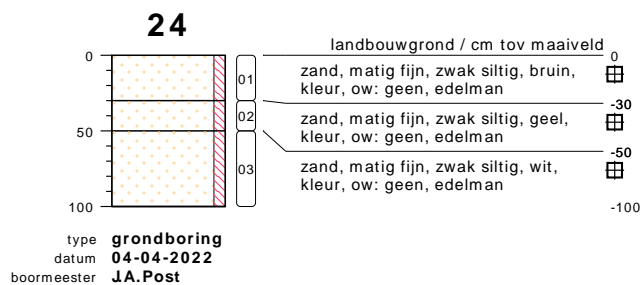 24
landbouwgrond / cm tov maaiveld
0
0
01
zand, matig fijn, zwak siltig, bruin,
kleur, ow: geen, edelman
-30
02
zand, matig fijn, zwak siltig, geel,
kleur, ow: geen, edelman
50
-50
03
zand, matig fijn, zwak siltig, wit,
kleur, ow: geen, edelman
100
-100
type grondboring
datum 04-04-2022
boormeester J.A.Post